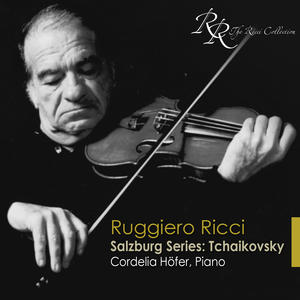 RR The Ricci Collection
Ruggiero Ricci
Salzburg Series: Tchaikovsky
Cordelia Höfer, Piano